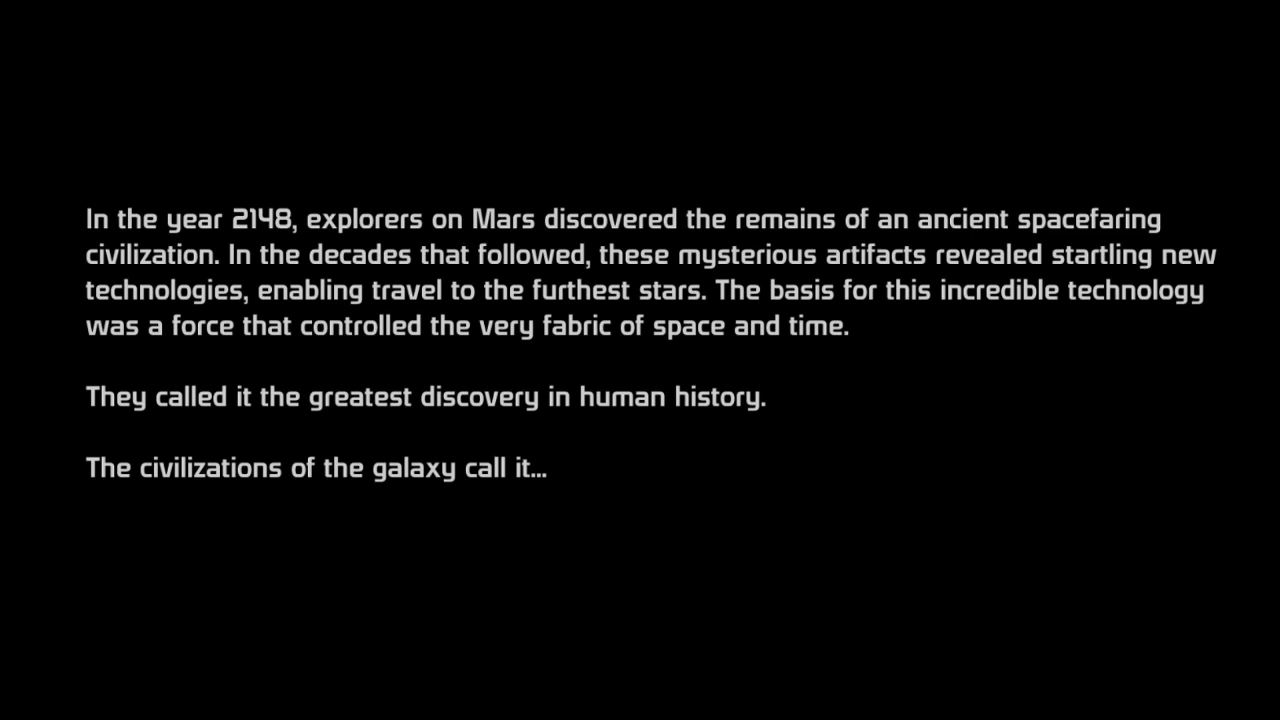 In the year 2148, explorers on Mars discovered the remains of an ancient spacefaring
civilization. In the decades that followed, these mysterious artifacts revealed startling new
technologies, enabling travel to the furthest stars. The basis for this incredible technology
was a force that controlled the very fabric of space and time.
They called it the greatest discovery in human history.
The civilizations of the galaxy call it...